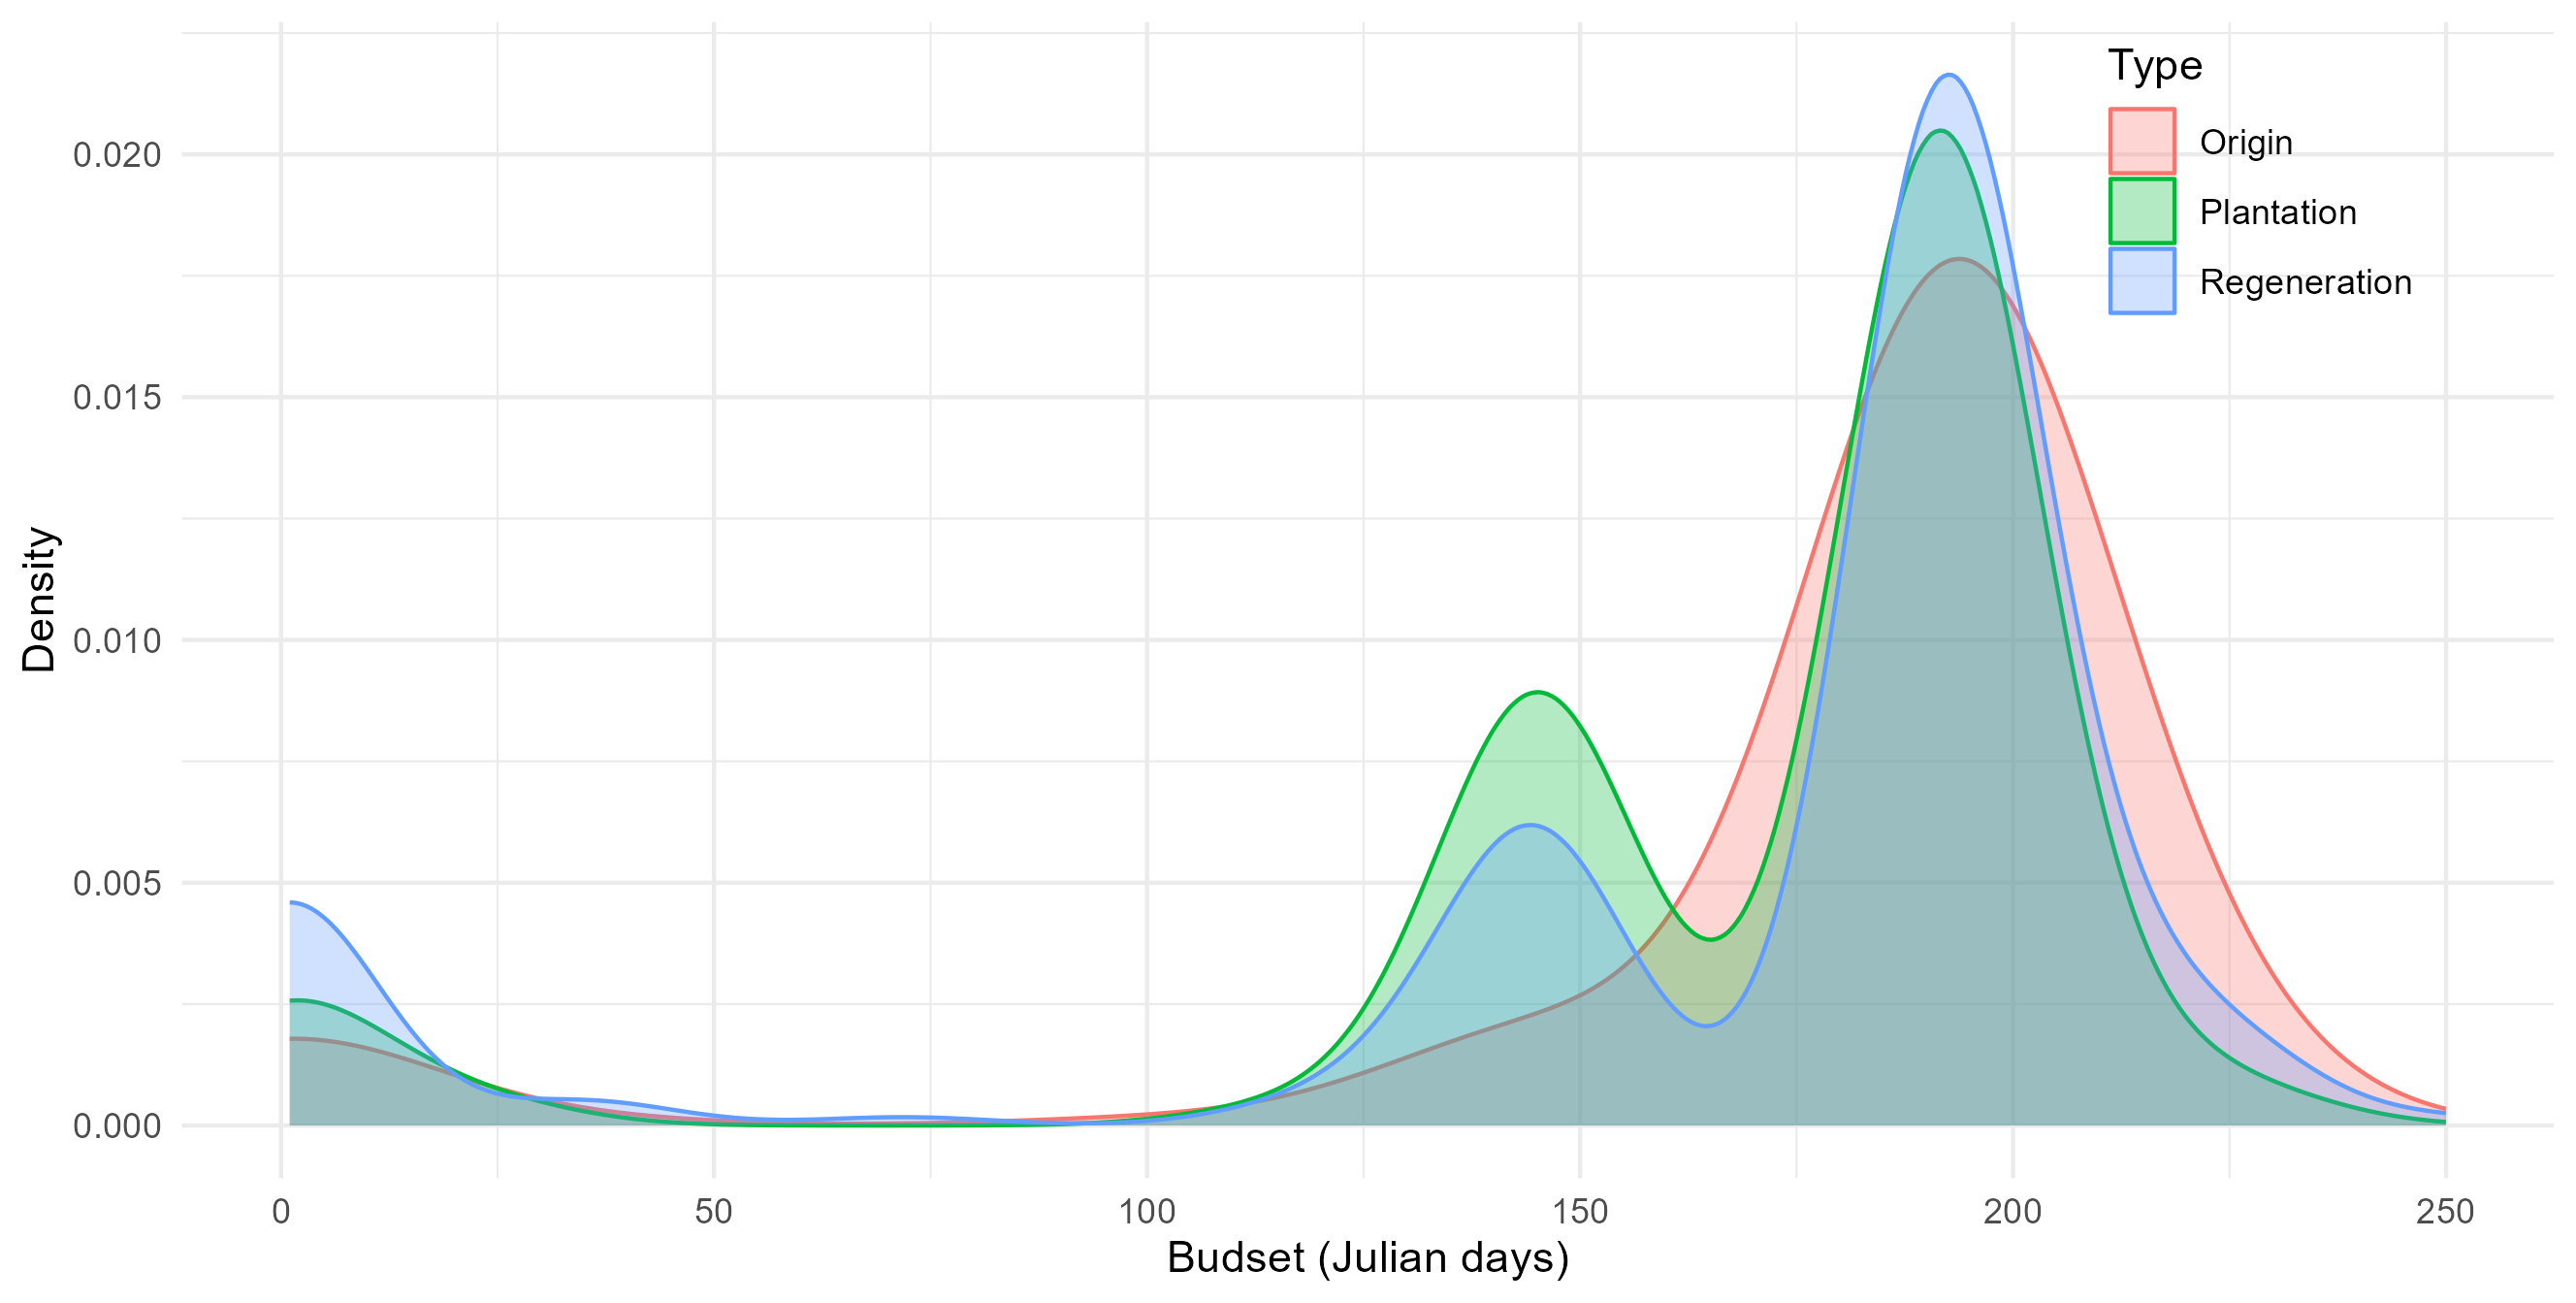 Type
Origin
Plantation
Regeneration
0.020
0.015
0.010
0.005
0.000
Density
0 50 100 150 200 250
Budset (Julian days)